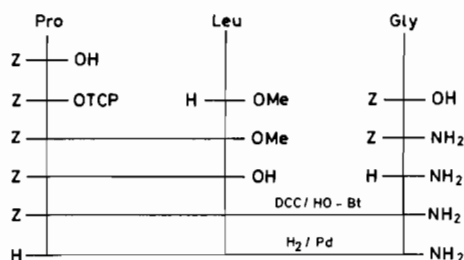 Pro Leu Gly
Z OH
Z OTCP H OMe Z OH
Z OMe Z NH2
Z OH H NH2
DCC / HO - Bt
Z NH2
H2 / Pd
H NH2